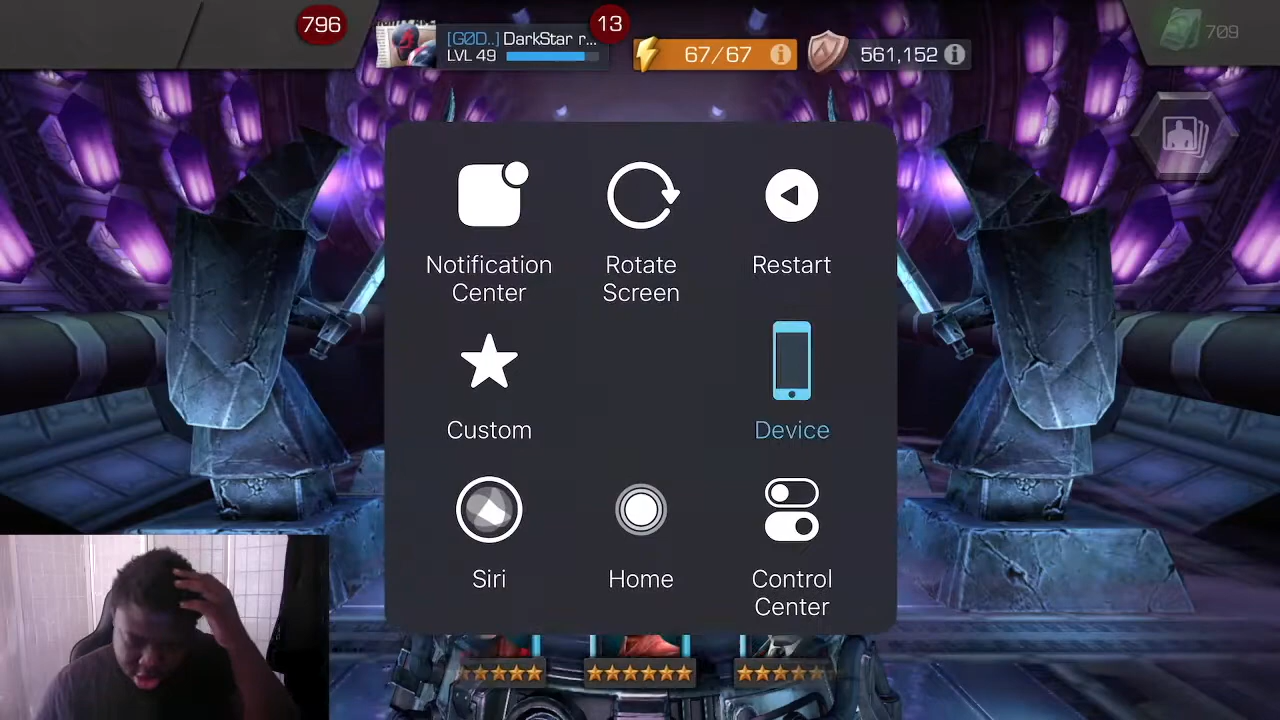 796
13
[GØD..] DarkStar r...
LVL 49
67/67
561,152
709
Notification
Center
Rotate
Screen
Restart
Custom
Device
Siri
Home
Control
Center